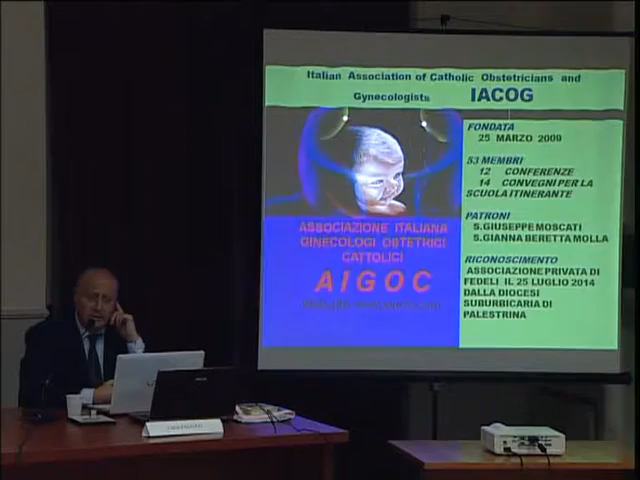 Italian Association of Catholic Obstetricians and
Gynecologists IACOG
ASSOCIAZIONE ITALIANA
GINECOLOGI OSTETRICI
CATTOLICI
AIGOC
FONDATA
25 MARZO 2009
53 MEMBRI
12 CONFERENZE
14 CONVEGNI PER LA
SCUOLA ITINERANTE
PATRONI
S.GIUSEPPE MOSCATI
S.GIANNA BERETTA MOLLA
RICONOSCIMENTO
ASSOCIAZIONE PRIVATA DI
FEDELI IL 25 LUGLIO 2014
DALLA DIOCESI
SUBURBICARIA DI
PALESTRINA